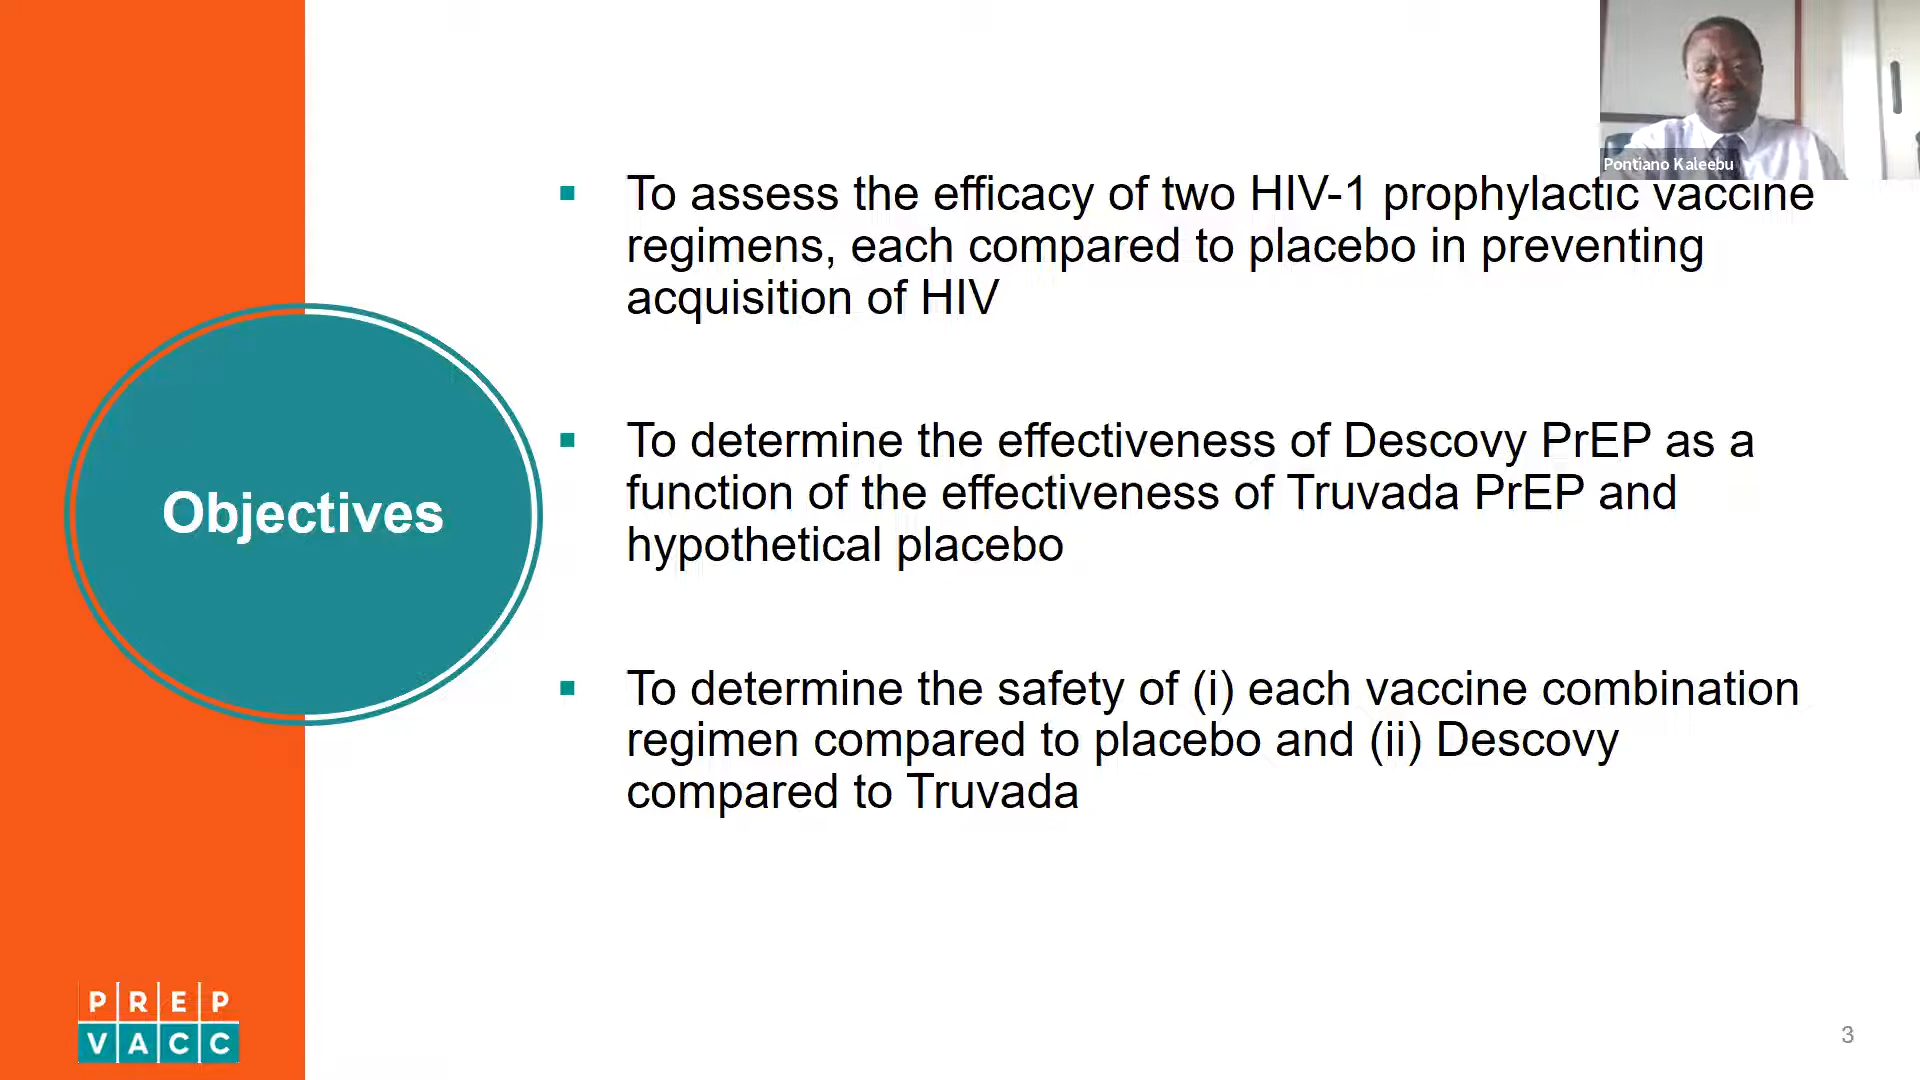 Pontiano Kaleebu
To assess the efficacy of two HIV-1 prophylactic vaccine
regimens, each compared to placebo in preventing
acquisition of HIV
To determine the effectiveness of Descovy PrEP as a
function of the effectiveness of Truvada PrEP and
hypothetical placebo
To determine the safety of (i) each vaccine combination
regimen compared to placebo and (ii) Descovy
compared to Truvada
Objectives
PREP
VACC
3